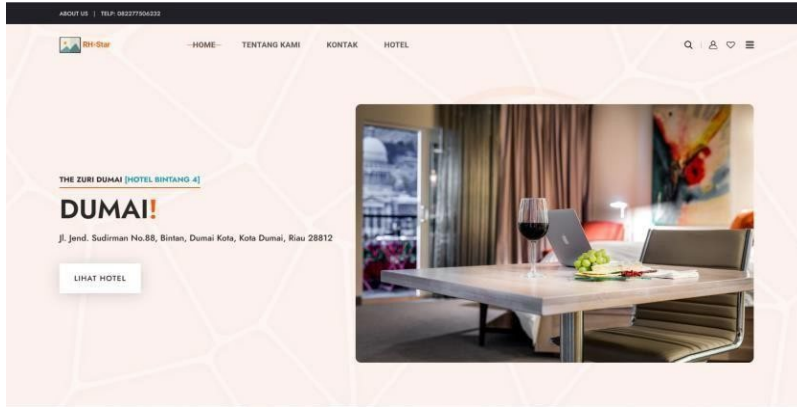 ABOUT US | TELP: 082277506232
RH-Star
HOME TENTANG KAMI KONTAK HOTEL
THE ZURI DUMAI [HOTEL BINTANG 4]
DUMAI!
Jl. Jend. Sudirman No.88, Bintan, Dumai Kota, Kota Dumai, Riau 28812
LIHAT HOTEL